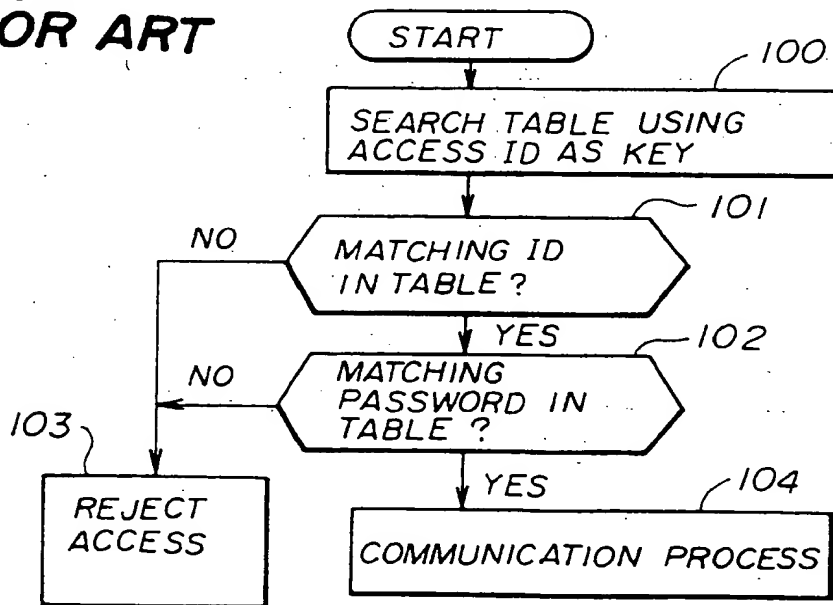 OR ART
START
100
SEARCH TABLE USING
ACCESS ID AS KEY
101
NO
MATCHING ID
IN TABLE ?
YES
102
NO
MATCHING
PASSWORD IN
TABLE ?
103
YES
104
REJECT
ACCESS
COMMUNICATION PROCESS